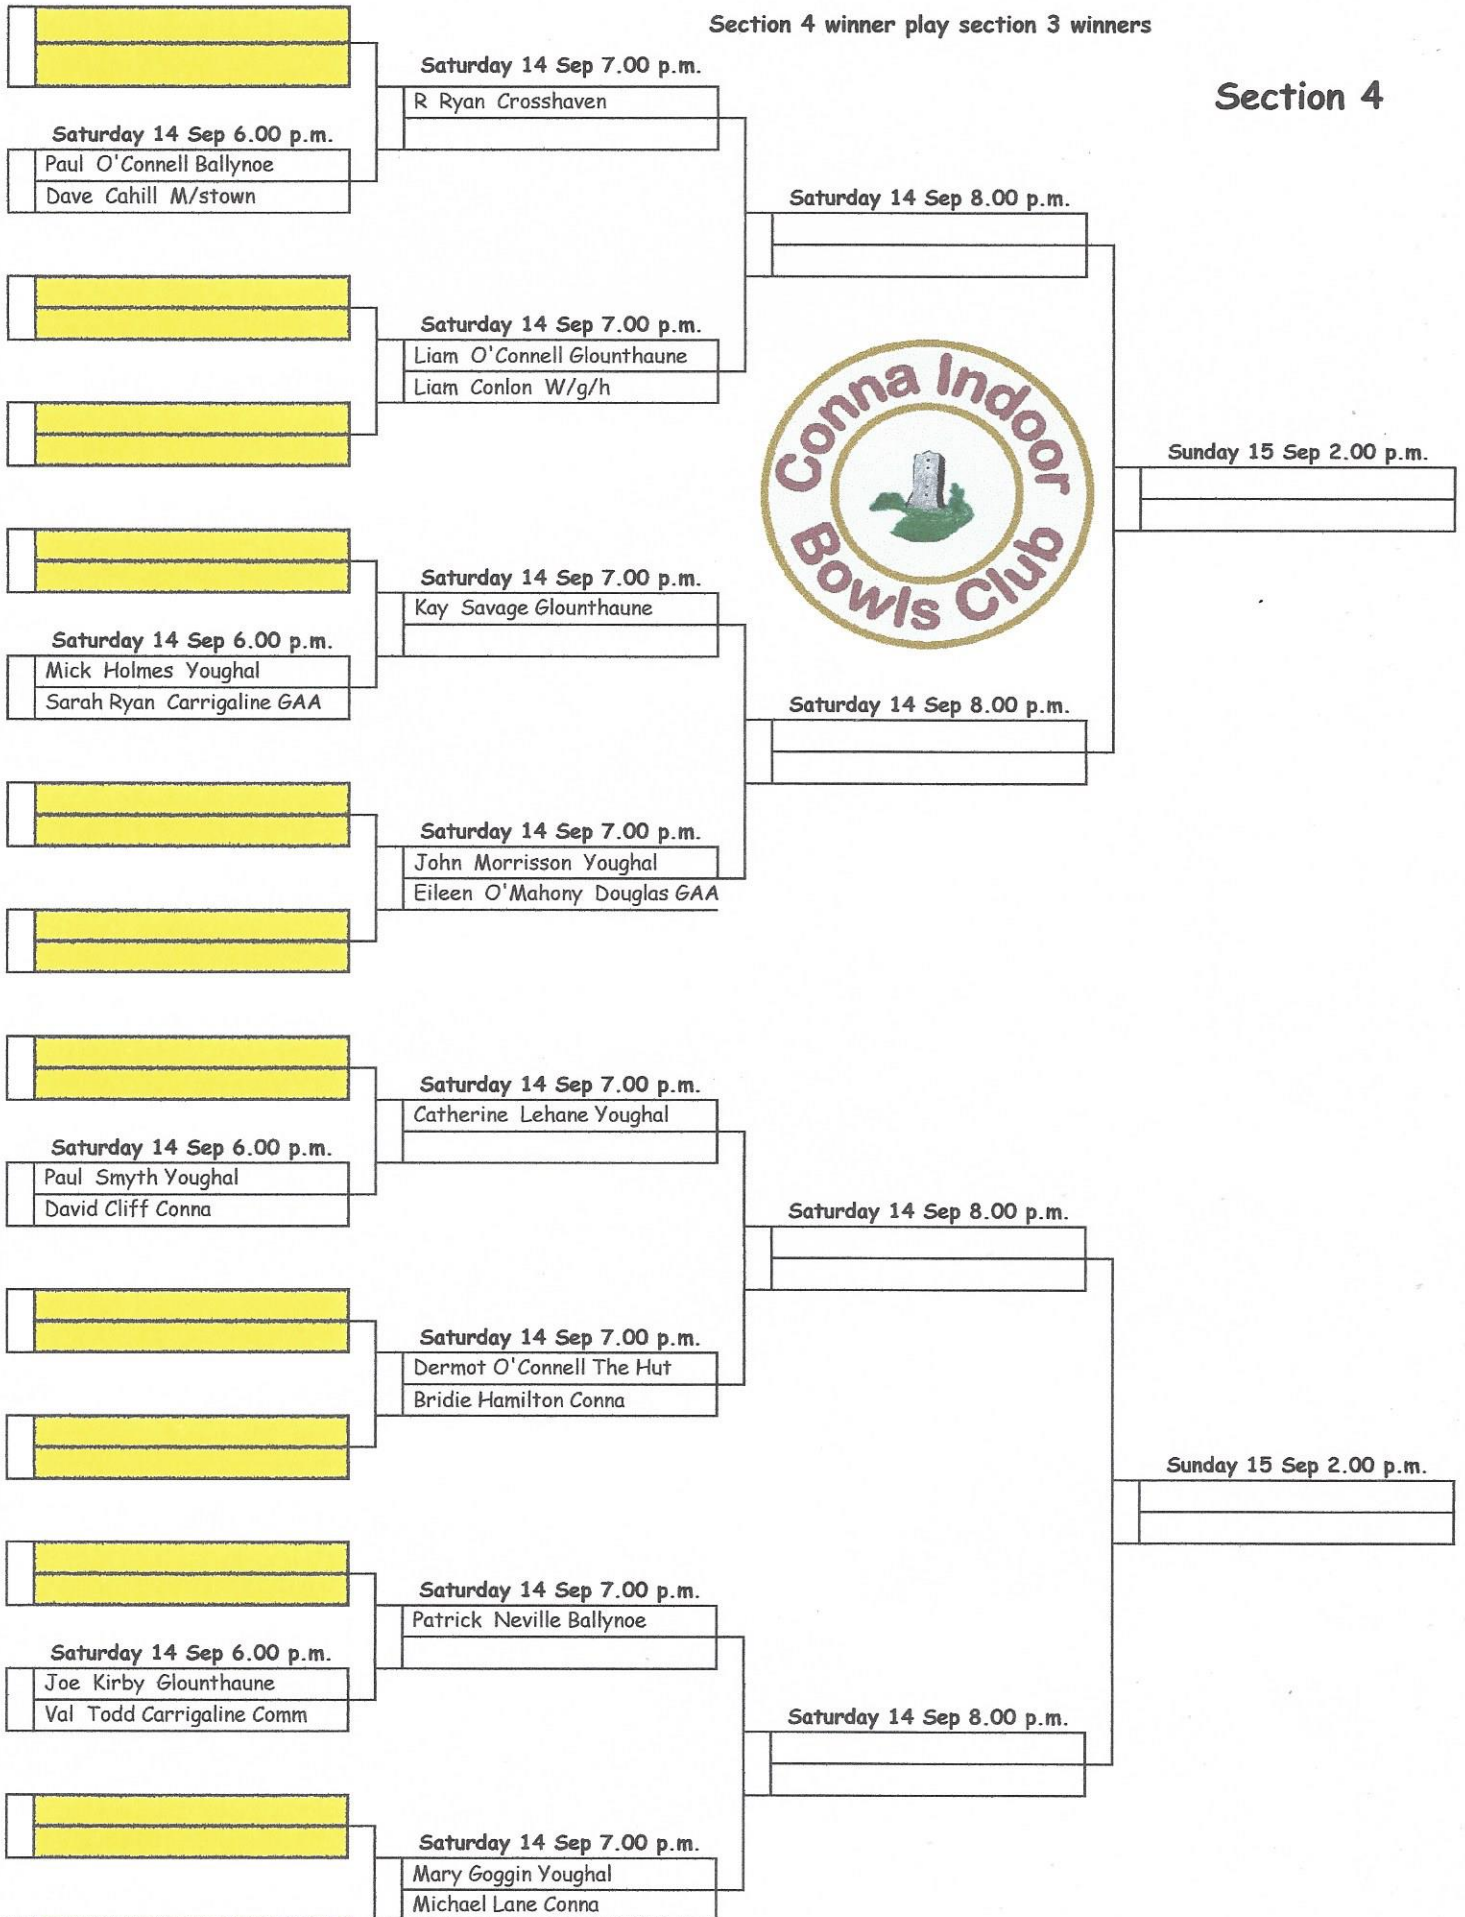 Section 4 winner play section 3 winners
Section 4
Saturday 14 Sep 7.00 p.m.
R Ryan Crosshaven
Saturday 14 Sep 6.00 p.m.
Paul O'Connell Ballynoe
Dave Cahill M/stown
Saturday 14 Sep 8.00 p.m.
Saturday 14 Sep 7.00 p.m.
Liam O'Connell Glounthaune
Liam Conlon W/g/h
Conna Indoor
Bowls Club
Sunday 15 Sep 2.00 p.m.
Saturday 14 Sep 7.00 p.m.
Kay Savage Glounthaune
Saturday 14 Sep 6.00 p.m.
Mick Holmes Youghal
Sarah Ryan Carrigaline GAA
Saturday 14 Sep 8.00 p.m.
Saturday 14 Sep 7.00 p.m.
John Morrisson Youghal
Eileen O'Mahony Douglas GAA
Saturday 14 Sep 7.00 p.m.
Catherine Lehane Youghal
Saturday 14 Sep 6.00 p.m.
Paul Smyth Youghal
David Cliff Conna
Saturday 14 Sep 8.00 p.m.
Saturday 14 Sep 7.00 p.m.
Dermot O'Connell The Hut
Bridie Hamilton Conna
Sunday 15 Sep 2.00 p.m.
Saturday 14 Sep 7.00 p.m.
Patrick Neville Ballynoe
Saturday 14 Sep 6.00 p.m.
Joe Kirby Glounthaune
Val Todd Carrigaline Comm
Saturday 14 Sep 8.00 p.m.
Saturday 14 Sep 7.00 p.m.
Mary Goggin Youghal
Michael Lane Conna